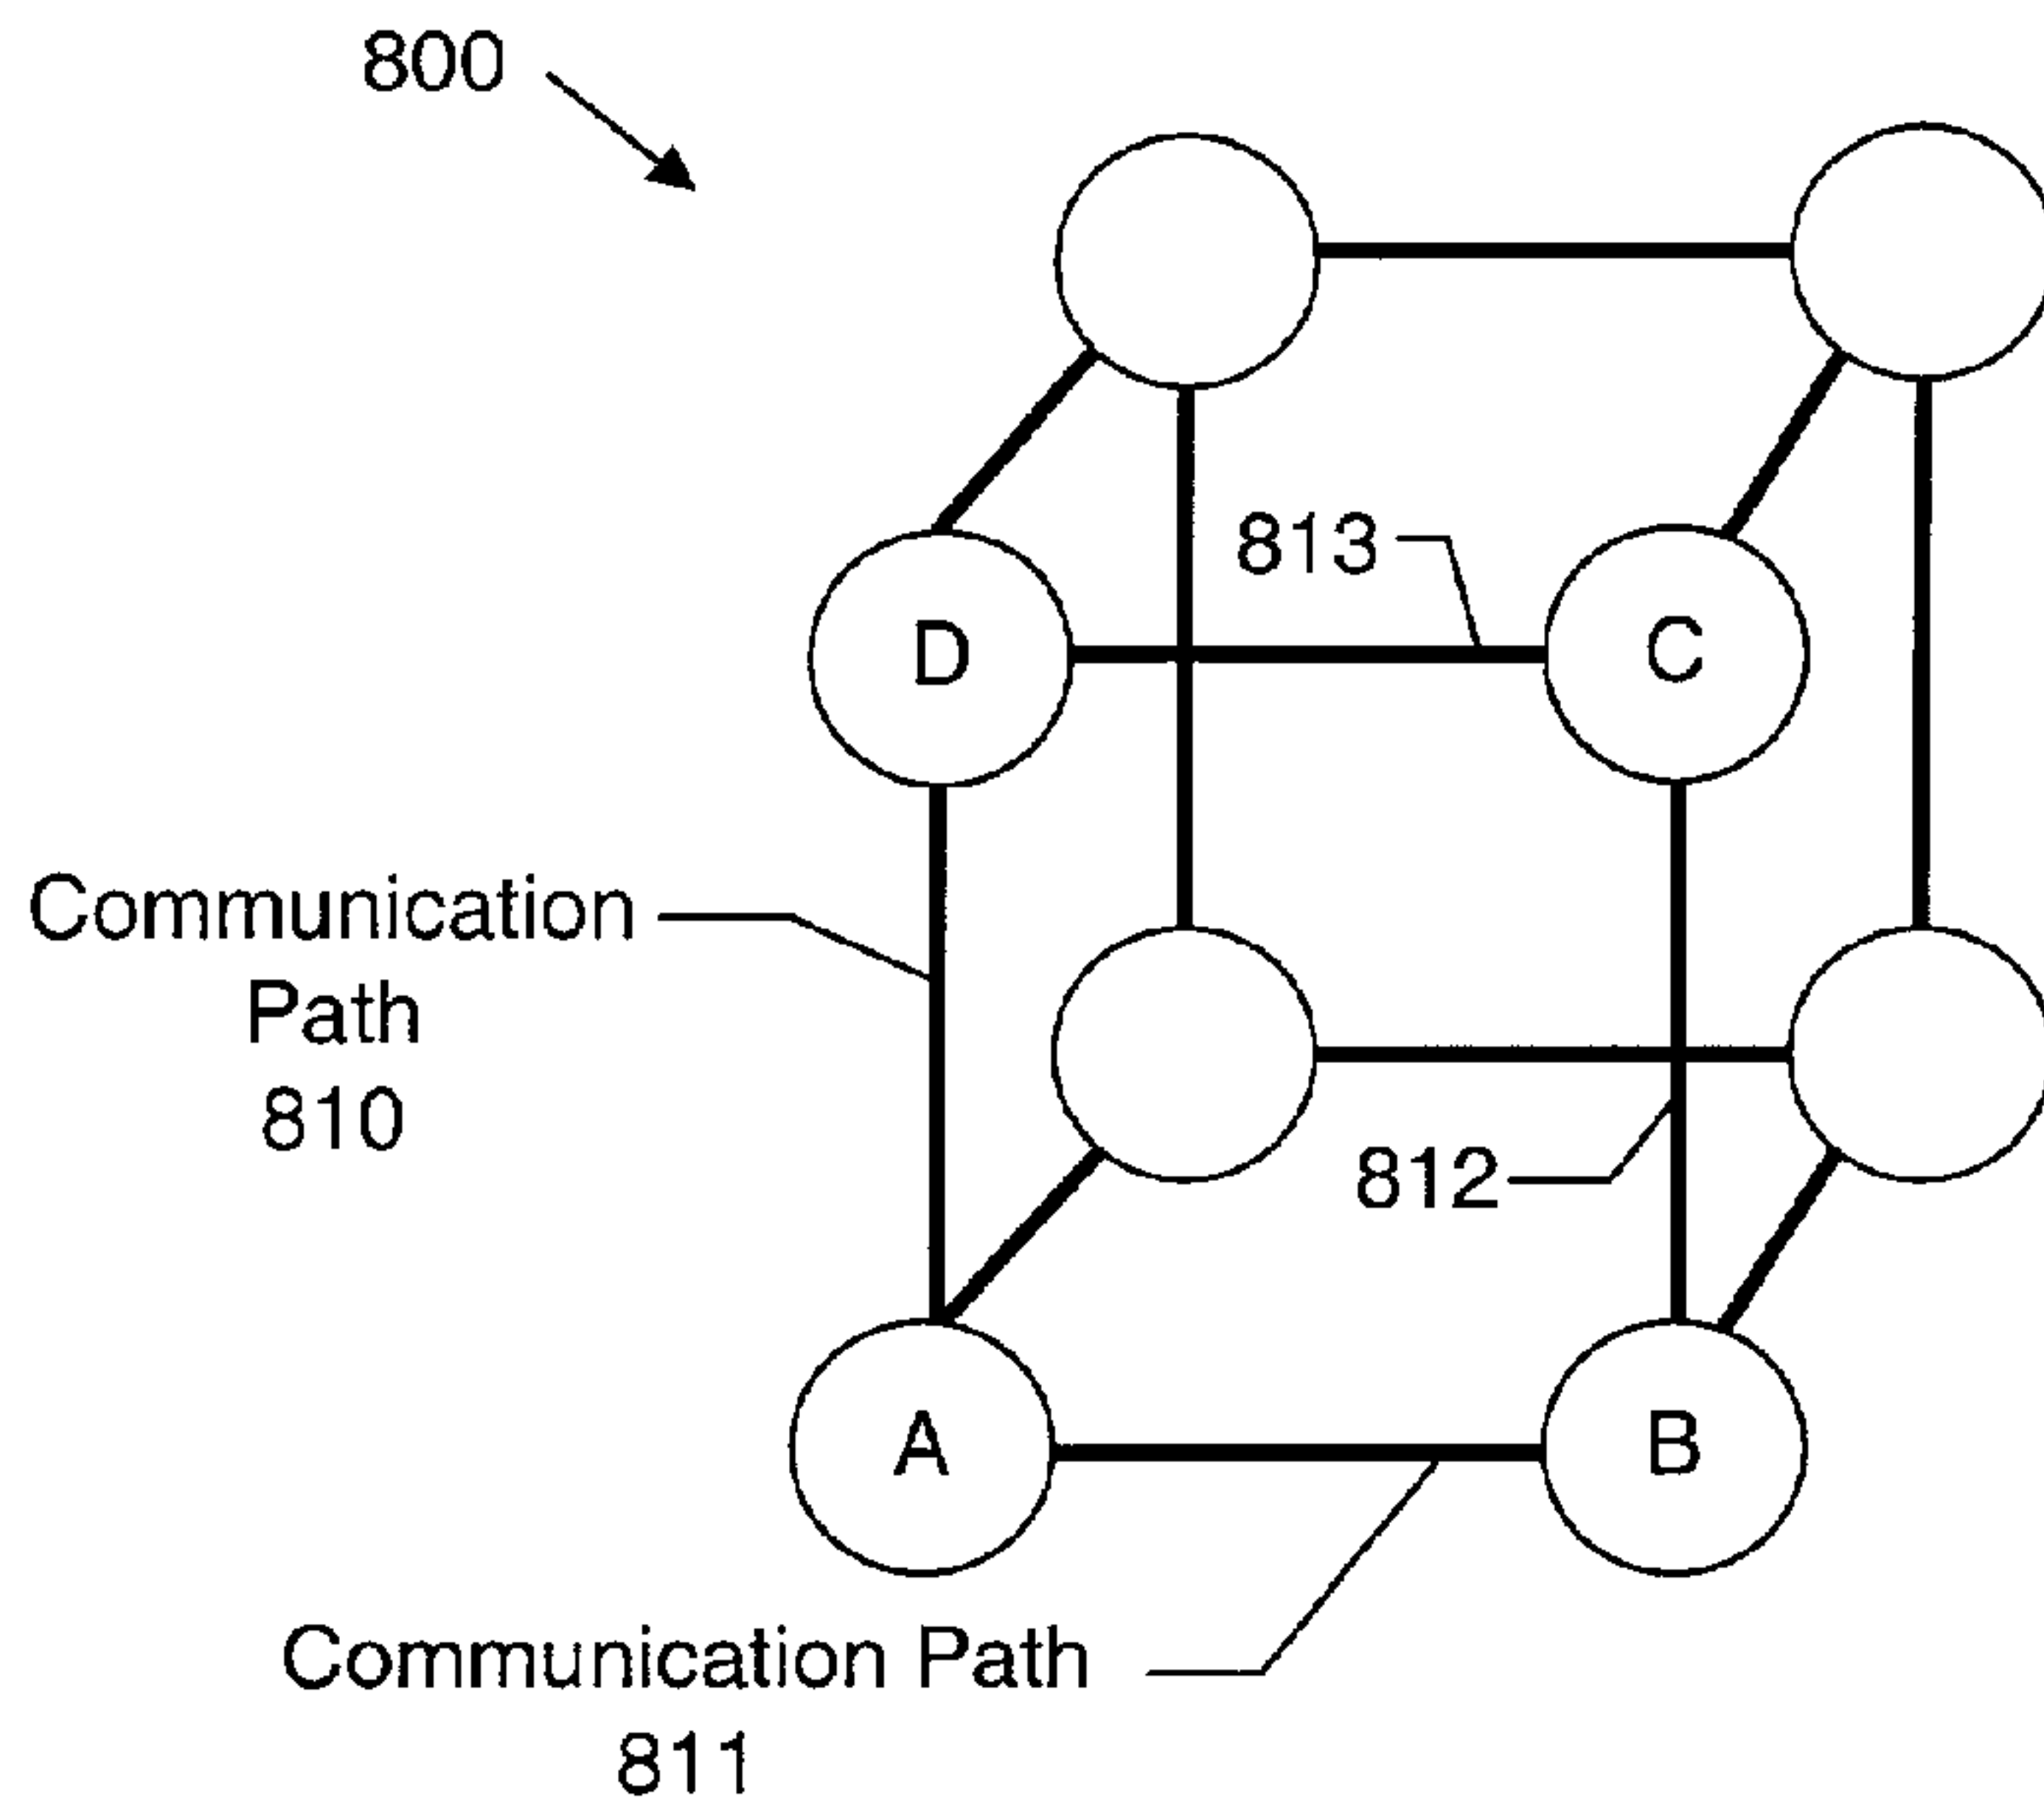 800
813
D
C
Communication
Path
810
812
A
B
Communication Path
811